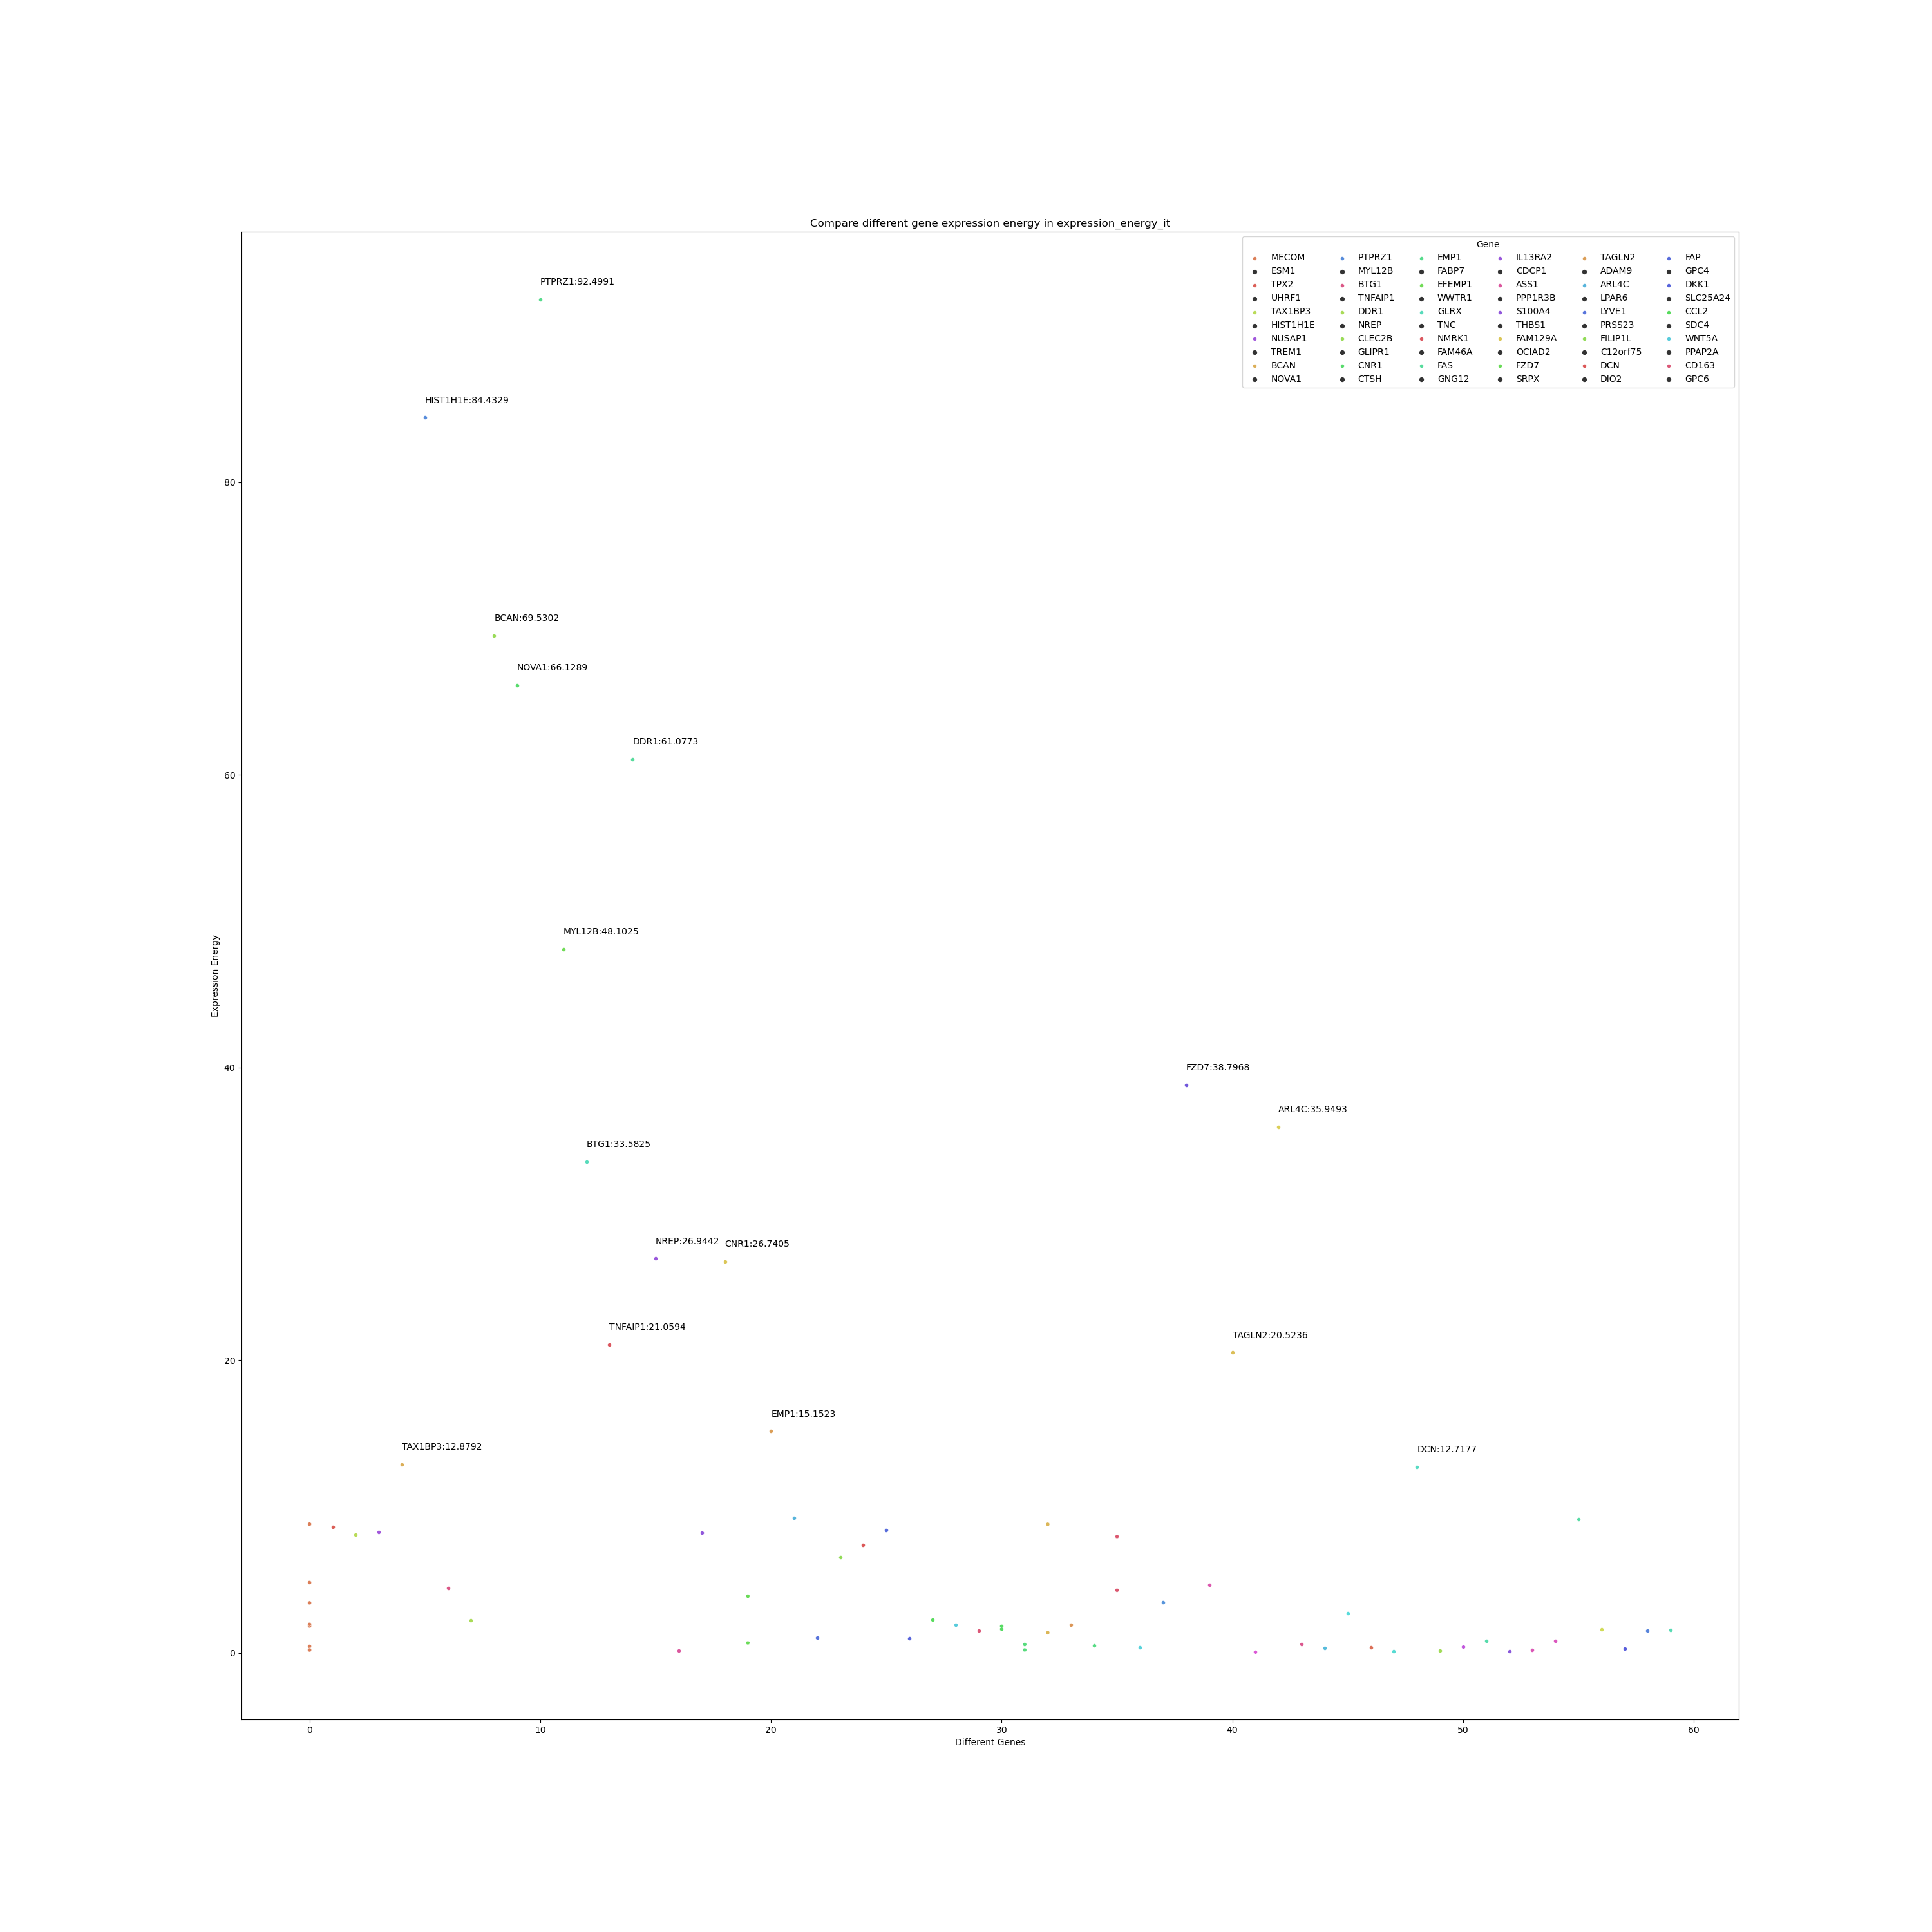 Compare different gene expression energy in expression_energy_it
Gene
MECOM PTPRZ1 EMP1 IL13RA2 TAGLN2 FAP
ESM1 MYL12B FABP7 CDCP1 ADAM9 GPC4
TPX2 BTG1 EFEMP1 ASS1 ARL4C DKK1
UHRF1 TNFAIP1 WWTR1 PPP1R3B LPAR6 SLC25A24
TAX1BP3 DDR1 GLRX S100A4 LYVE1 CCL2
HIST1H1E NREP TNC THBS1 PRSS23 SDC4
NUSAP1 CLEC2B NMRK1 FAM129A FILIP1L WNT5A
TREM1 GLIPR1 FAM46A OCIAD2 C12orf75 PPAP2A
BCAN CNR1 FAS FZD7 DCN CD163
NOVA1 CTSH GNG12 SRPX DIO2 GPC6
PTPRZ1:92.4991
HIST1H1E:84.4329
80
BCAN:69.5302
NOVA1:66.1289
DDR1:61.0773
60
MYL12B:48.1025
Expression Energy
40
FZD7:38.7968
ARL4C:35.9493
BTG1:33.5825
NREP:26.9442 CNR1:26.7405
TNFAIP1:21.0594
TAGLN2:20.5236
20
EMP1:15.1523
TAX1BP3:12.8792
DCN:12.7177
0
0 10 20 30 40 50 60
Different Genes